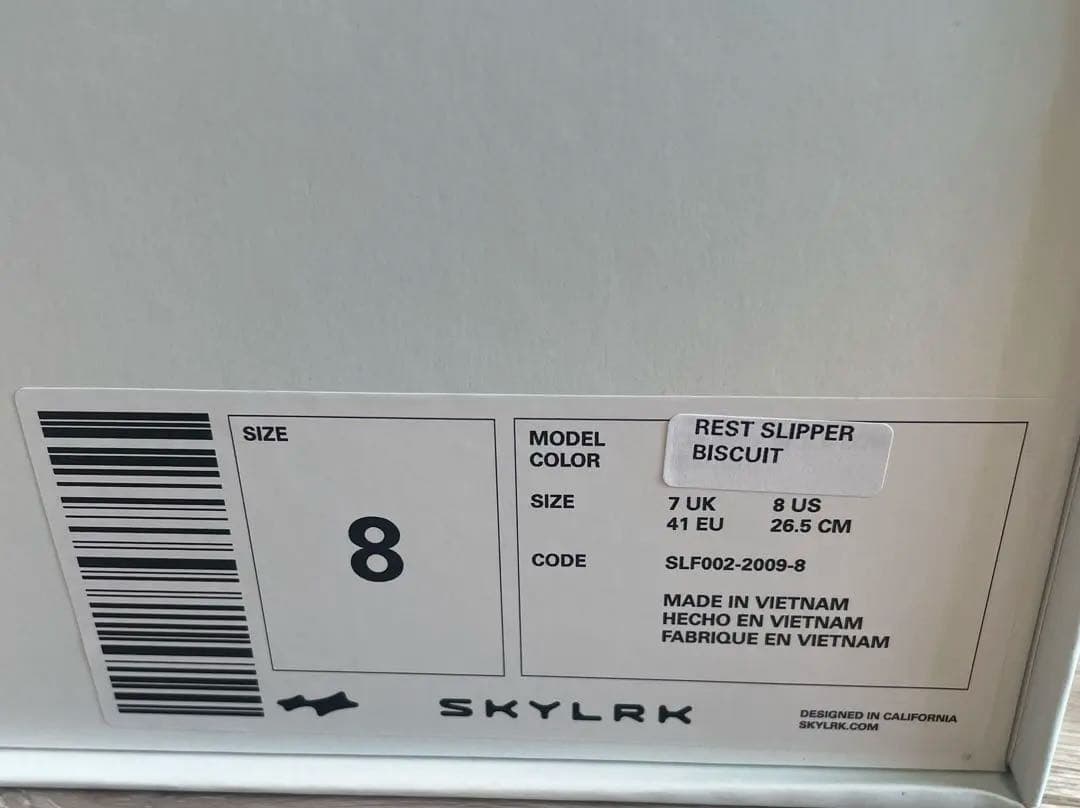 SIZE
8
MODEL
COLOR
REST SLIPPER
BISCUIT
SIZE
7 UK 8 US
41 EU 26.5 CM
CODE
SLF002-2009-8
MADE IN VIETNAM
HECHO EN VIETNAM
FABRIQUE EN VIETNAM
SKYLRK
DESIGNED IN CALIFORNIA
SKYLRK.COM